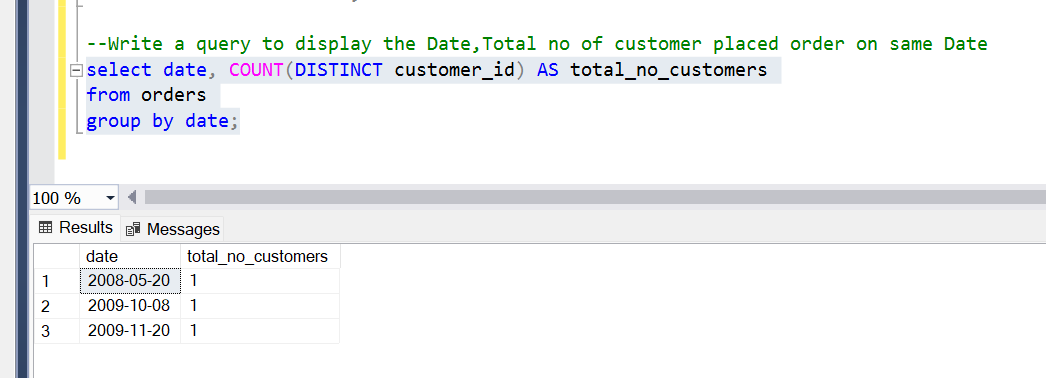 --Write a query to display the Date,Total no of customer placed order on same Date
select date, COUNT(DISTINCT customer_id) AS total_no_customers
from orders
group by date;
100 %
Results Messages
date total_no_customers
1 2008-05-20 1
2 2009-10-08 1
3 2009-11-20 1